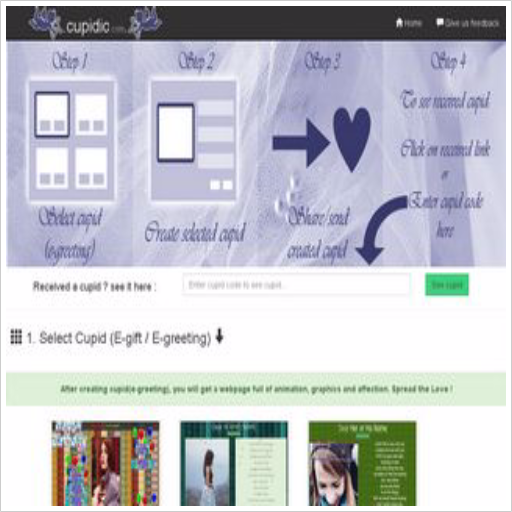 cupidic.com
Home
Give us feedback
Step 1
Step 2
Step 3
Step 4
Select cupid
(e-greeting)
Create selected cupid
Share/send
created cupid
To see received cupid
Click on received link
or
Enter cupid code
here
Received a cupid ? see it here :
Enter cupid code to see cupid.
See cupid
1. Select Cupid (E-gift / E-greeting)
After creating cupid(e-greeting), you will get a webpage full of animation, graphics and affection. Spread the Love !